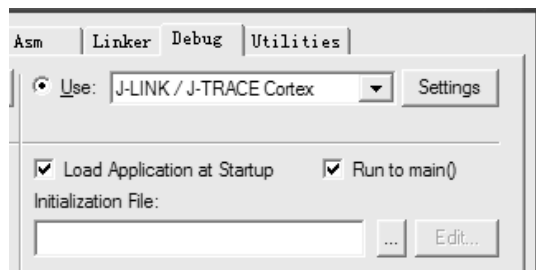 Asm Linker Debug Utilities
Use: J-LINK / J-TRACE Cortex Settings
Load Application at Startup Run to main()
Initialization File:
... Edit...